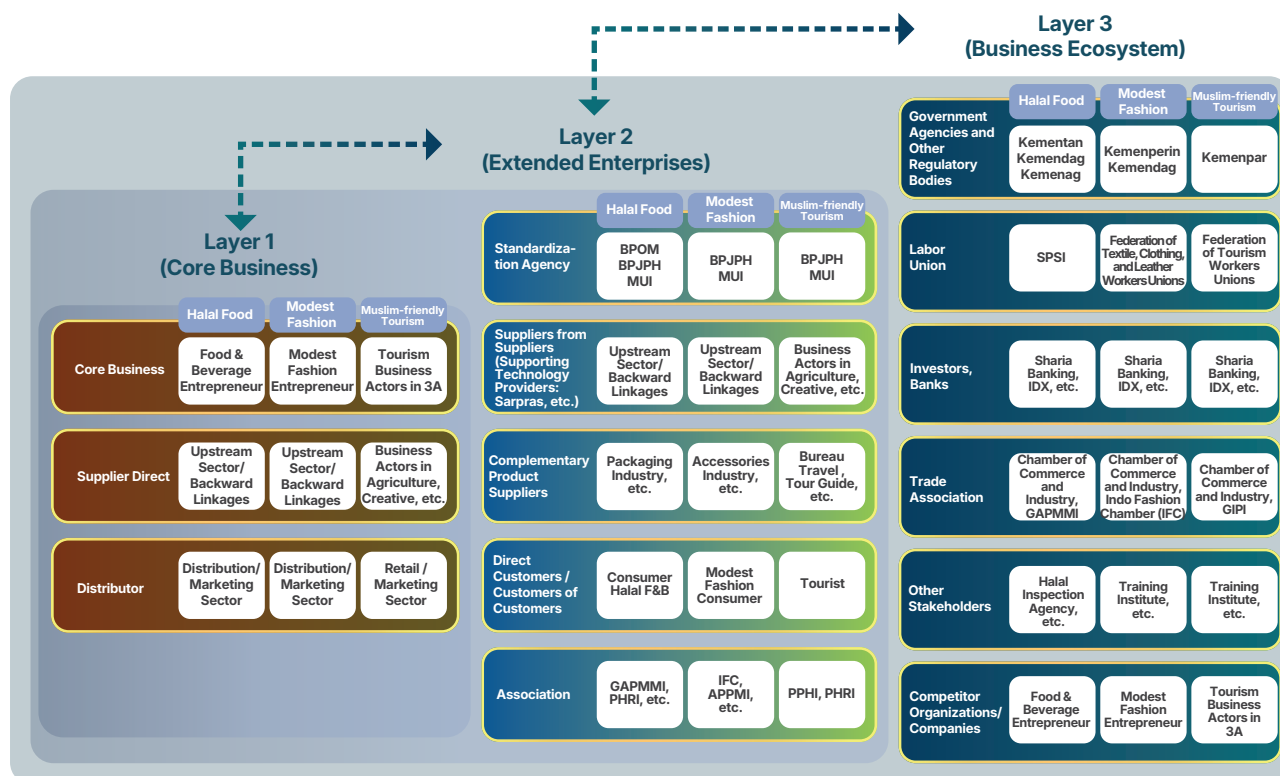 Layer 3
(Business Ecosystem)
Layer 2
(Extended Enterprises)
Layer 1
(Core Business)
Halal Food
Modest
Fashion
Muslim-friendly
Tourism
Core Business
Food &
Beverage
Entrepreneur
Modest
Fashion
Entrepreneur
Tourism
Business
Actors in 3A
Supplier Direct
Upstream
Sector/
Backward
Linkages
Upstream
Sector/
Backward
Linkages
Business
Actors in
Agriculture,
Creative, etc.
Distributor
Distribution/
Marketing
Sector
Distribution/
Marketing
Sector
Retail /
Marketing
Sector
Halal Food
Modest
Fashion
Muslim-friendly
Tourism
Standardiza-
tion Agency
BPOM
BPJPH
MUI
BPJPH
MUI
BPJPH
MUI
Suppliers from
Suppliers
(Supporting
Technology
Providers:
Sarpras, etc.)
Upstream
Sector/
Backward
Linkages
Upstream
Sector/
Backward
Linkages
Business
Actors in
Agriculture,
Creative, etc.
Complementary
Product
Suppliers
Packaging
Industry,
etc.
Accessories
Industry,
etc.
Bureau
Travel ,
Tour Guide,
etc.
Direct
Customers /
Customers of
Customers
Consumer
Halal F&B
Modest
Fashion
Consumer
Tourist
Association
GAPMMI,
PHRI, etc.
IFC,
APPMI,
etc.
PPHI, PHRI
Halal Food
Modest
Fashion
Muslim-friendly
Tourism
Government
Agencies and
Other
Regulatory
Bodies
Kementan
Kemendag
Kemenag
Kemenperin
Kemendag
Kemenpar
Labor
Union
SPSI
Federation of
Textile, Clothing,
and Leather
Workers Unions
Federation
of Tourism
Workers
Unions
Investors,
Banks
Sharia
Banking,
IDX, etc.
Sharia
Banking,
IDX, etc.
Sharia
Banking,
IDX, etc.
Trade
Association
Chamber of
Commerce
and
Industry,
GAPMMI
Chamber of
Commerce
and Industry,
Indo Fashion
Chamber (IFC)
Chamber of
Commerce
and Industry,
GIPI
Other
Stakeholders
Halal
Inspection
Agency,
etc.
Training
Institute,
etc.
Training
Institute,
etc.
Competitor
Organizations/
Companies
Food &
Beverage
Entrepreneur
Modest
Fashion
Entrepreneur
Tourism
Business
Actors in
3A